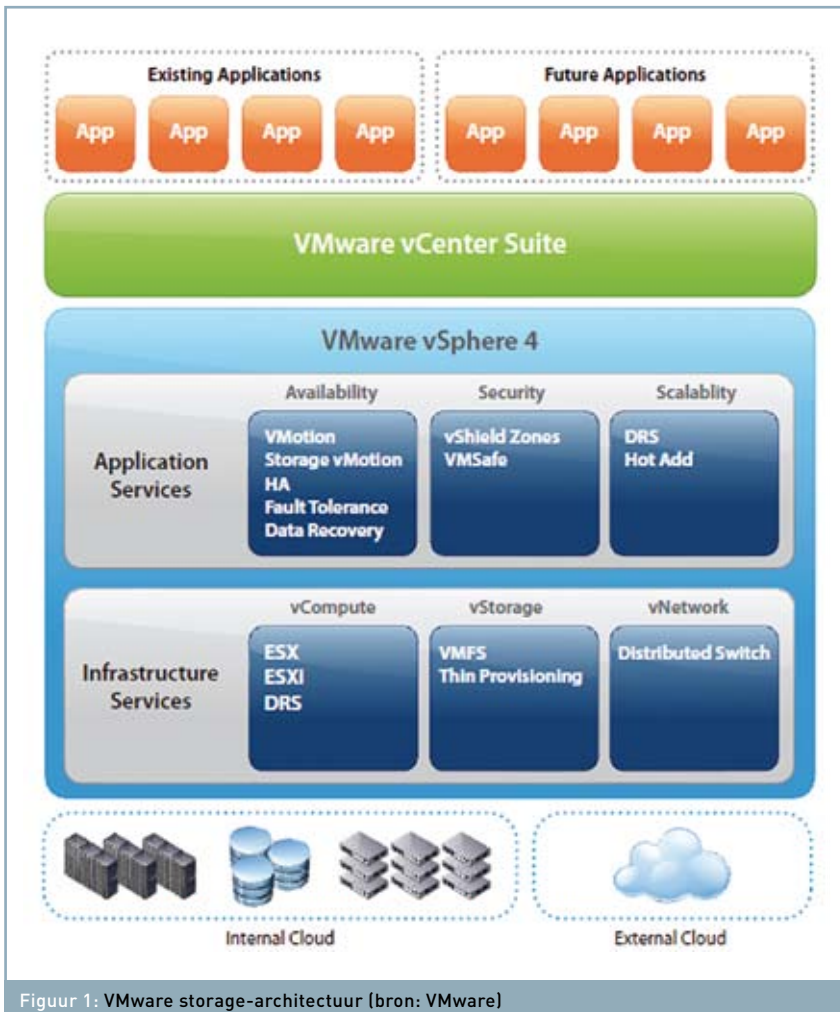 Existing Applications
Future Applications
App App App App
App App App App
VMware vCenter Suite
VMware vSphere 4
Application
Services
Availability
VMotion
Storage vMotion
HA
Fault Tolerance
Data Recovery
Security
vShield Zones
VMSafe
Scalablity
DRS
Hot Add
Infrastructure
Services
vCompute
ESX
ESXI
DRS
vStorage
VMFS
Thin Provisioning
vNetwork
Distributed Switch
Internal Cloud
External Cloud
Figuur 1: VMware storage-architectuur (bron: VMware)